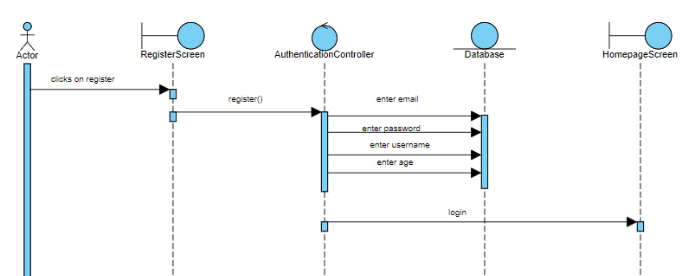 Actor
RegisterScreen
AuthenticationController
Database
HomepageScreen
clicks on register
register()
enter email
enter password
enter username
enter age
login